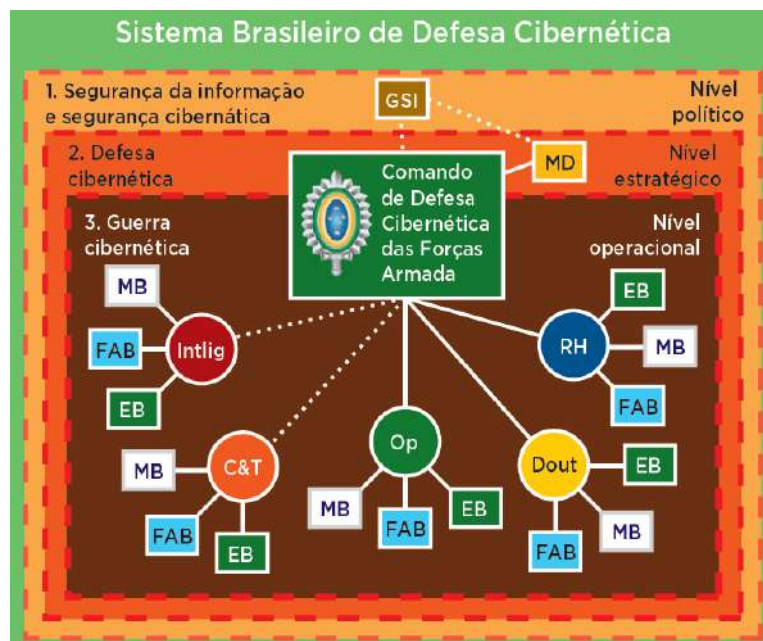 Sistema Brasileiro de Defesa Cibernética
1. Segurança da informação
e segurança cibernática
GSI
Nível
político
2. Defesa
cibernética
MD
Nível
estratégico
Comando
de Defesa
Cibernética
das Forças
Armada
3. Guerra
cibernética
Nível
operacional
MB
FAB
EB
Intlig
EB
MB
FAB
RH
MB
FAB
EB
C&T
Op
MB
FAB
EB
Dout
EB
MB
FAB